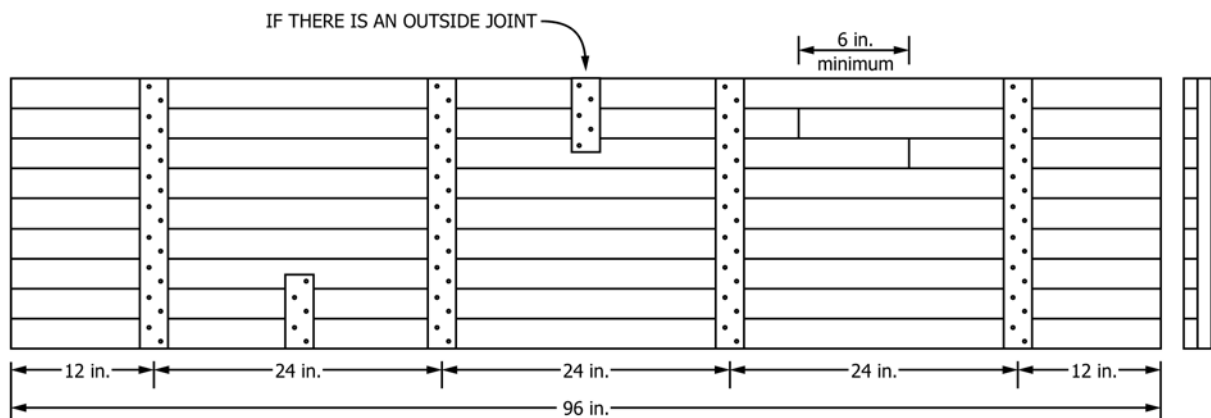 IF THERE IS AN OUTSIDE JOINT
6 in.
minimum
12 in.
24 in.
24 in.
24 in.
12 in.
96 in.